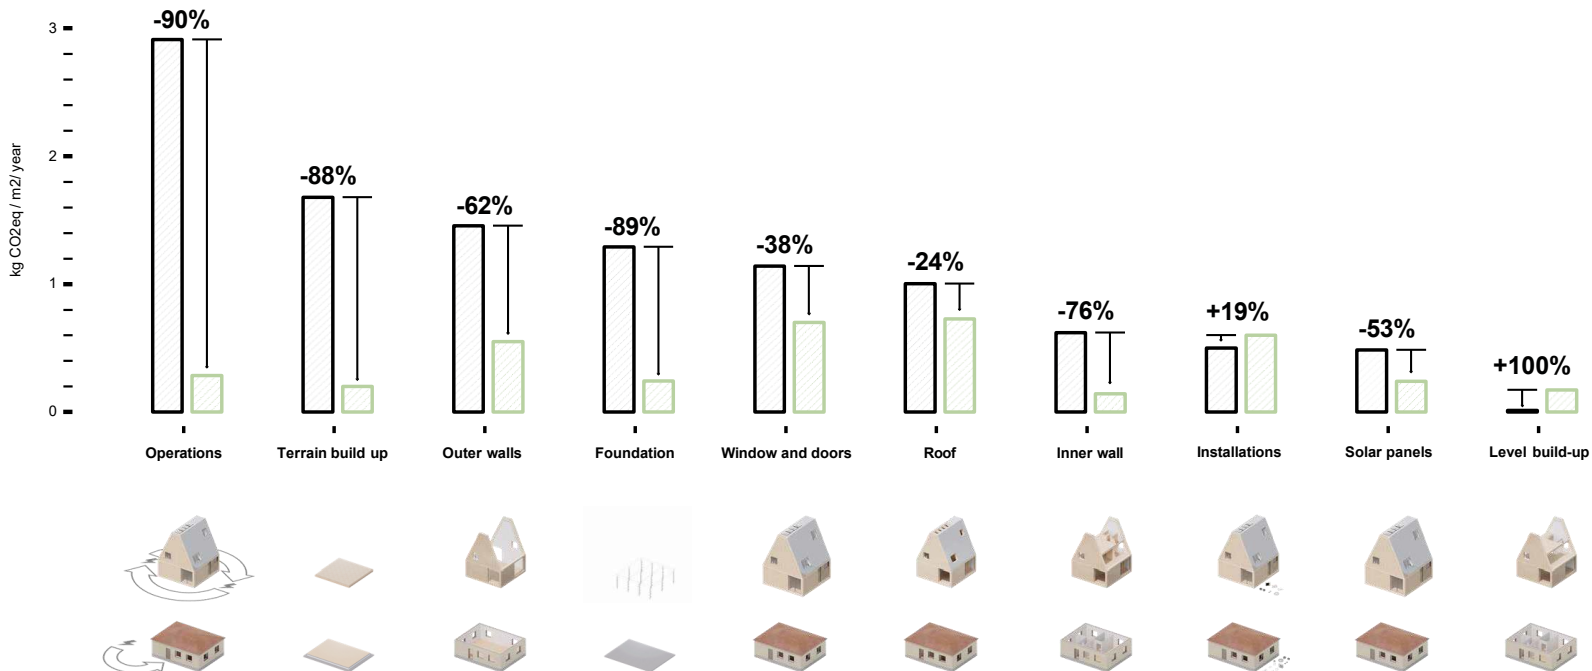 -90%
-88%
-62%
-89%
-38%
-24%
-76%
+19%
-53%
+100%
kg CO2eq / m2/ year
3
2
1
0
Operations
Terrain build up
Outer walls
Foundation
Window and doors
Roof
Inner wall
Installations
Solar panels
Level build-up